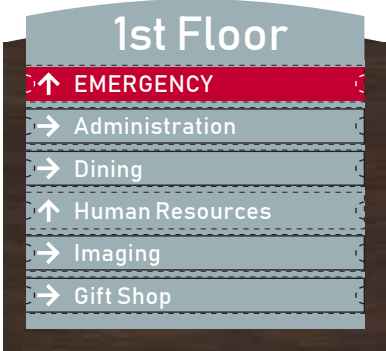 1st Floor
↑ EMERGENCY
→ Administration
→ Dining
↑ Human Resources
→ Imaging
→ Gift Shop